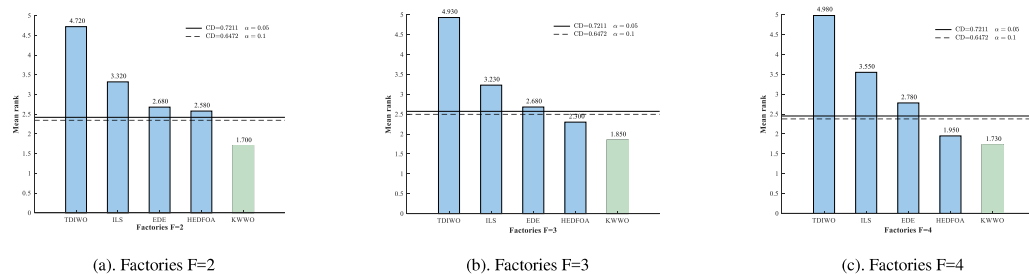 4.720
3.320
2.680
2.580
1.700
CD=0.7211 α = 0.05
CD=0.6472 α = 0.1
Mean rank
5
4.5
4
3.5
3
2.5
2
1.5
1
0.5
0
TDIWO ILS EDE HEDFOA KWWO
Factories F=2
(a). Factories F=2
4.930
3.230
2.680
2.300
1.850
CD=0.7211 α = 0.05
CD=0.6472 α = 0.1
Mean rank
5
4.5
4
3.5
3
2.5
2
1.5
1
0.5
0
TDIWO ILS EDE HEDFOA KWWO
Factories F=3
(b). Factories F=3
4.980
3.550
2.780
1.950
1.730
CD=0.7211 α = 0.05
CD=0.6472 α = 0.1
Mean rank
5
4.5
4
3.5
3
2.5
2
1.5
1
0.5
0
TDIWO ILS EDE HEDFOA KWWO
Factories F=4
(c). Factories F=4